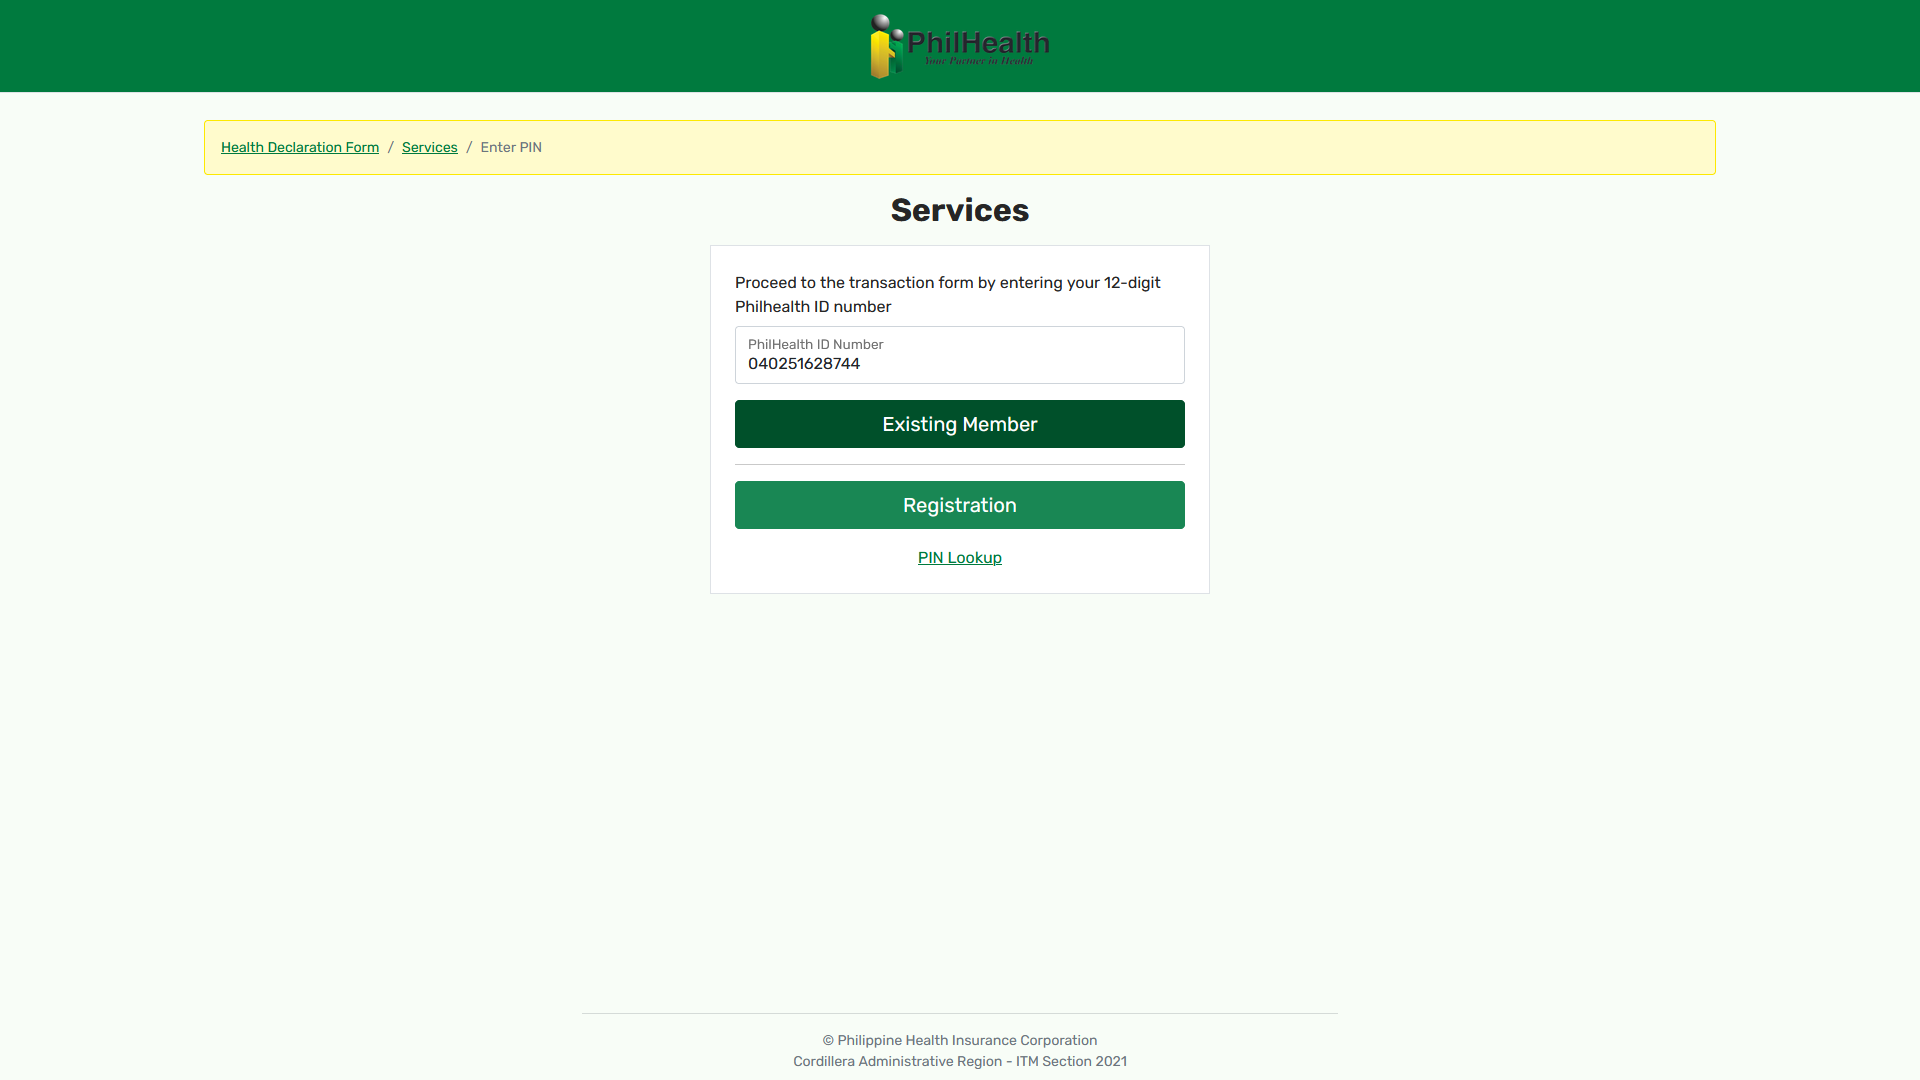 PhilHealth
Your Partner in Health
Health Declaration Form / Services / Enter PIN
Services
Proceed to the transaction form by entering your 12-digit
Philhealth ID number
PhilHealth ID Number
040251628744
Existing Member
Registration
PIN Lookup
© Philippine Health Insurance Corporation
Cordillera Administrative Region - ITM Section 2021